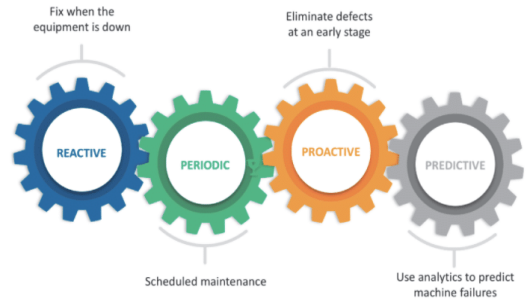 Fix when the
equipment is down
Eliminate defects
at an early stage
REACTIVE
PERIODIC
PROACTIVE
PREDICTIVE
Scheduled maintenance
Use analytics to predict
machine failures